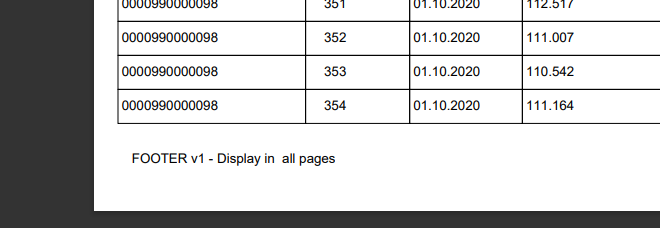 0000990000098 351 01.10.2020 112.517
0000990000098 352 01.10.2020 111.007
0000990000098 353 01.10.2020 110.542
0000990000098 354 01.10.2020 111.164
FOOTER v1 - Display in  all pages